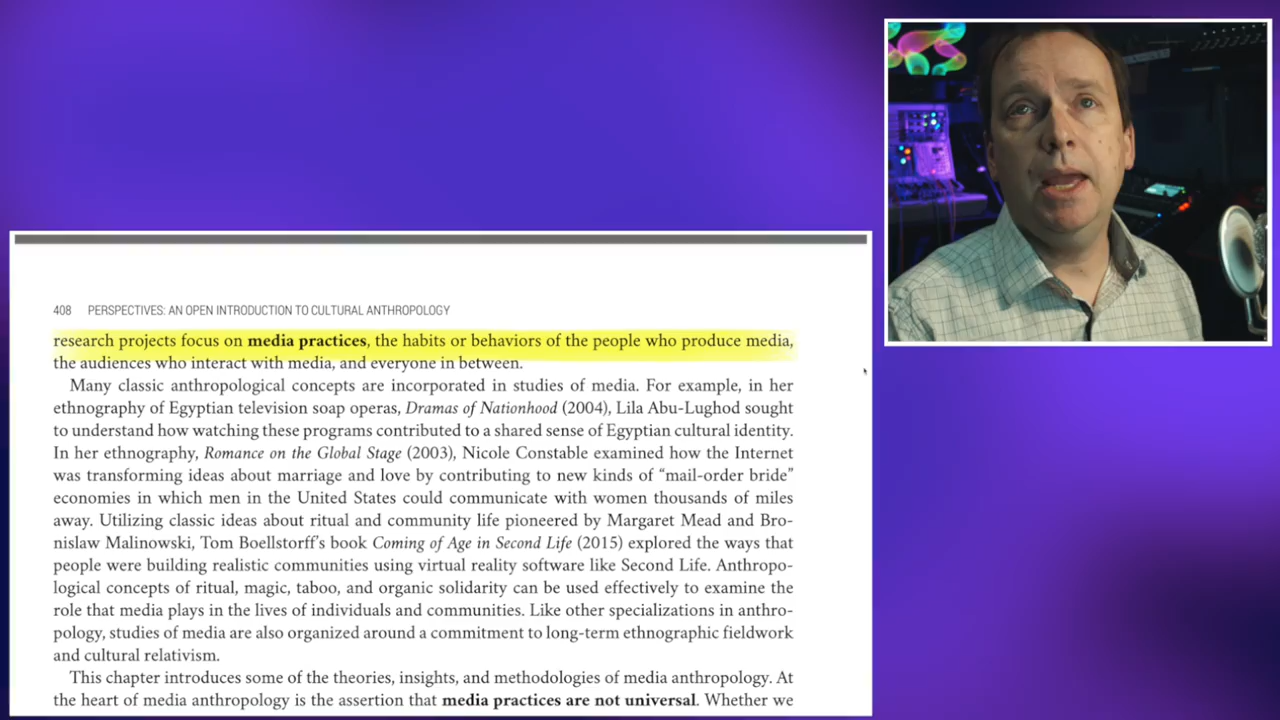 408 PERSPECTIVES: AN OPEN INTRODUCTION TO CULTURAL ANTHROPOLOGY
research projects focus on media practices, the habits or behaviors of the people who produce media,
the audiences who interact with media, and everyone in between.
Many classic anthropological concepts are incorporated in studies of media. For example, in her
ethnography of Egyptian television soap operas, Dramas of Nationhood (2004), Lila Abu-Lughod sought
to understand how watching these programs contributed to a shared sense of Egyptian cultural identity.
In her ethnography, Romance on the Global Stage (2003), Nicole Constable examined how the Internet
was transforming ideas about marriage and love by contributing to new kinds of “mail-order bride”
economies in which men in the United States could communicate with women thousands of miles
away. Utilizing classic ideas about ritual and community life pioneered by Margaret Mead and Bro-
nislaw Malinowski, Tom Boellstorff’s book Coming of Age in Second Life (2015) explored the ways that
people were building realistic communities using virtual reality software like Second Life. Anthropo-
logical concepts of ritual, magic, taboo, and organic solidarity can be used effectively to examine the
role that media plays in the lives of individuals and communities. Like other specializations in anthro-
pology, studies of media are also organized around a commitment to long-term ethnographic fieldwork
and cultural relativism.
This chapter introduces some of the theories, insights, and methodologies of media anthropology. At
the heart of media anthropology is the assertion that media practices are not universal. Whether we